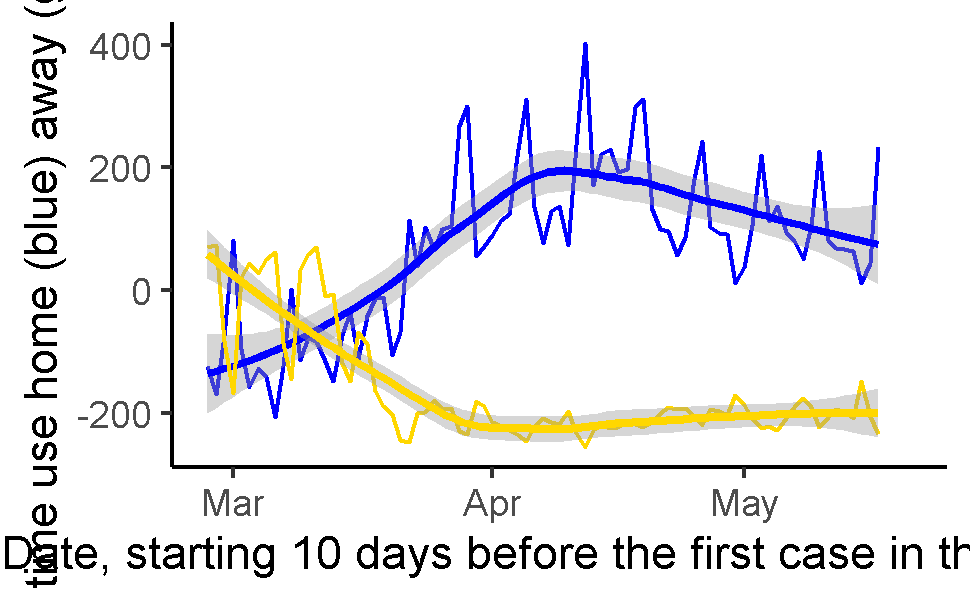 time use home (blue) away (
400
200
0
-200
Mar Apr May
Date, starting 10 days before the first case in th